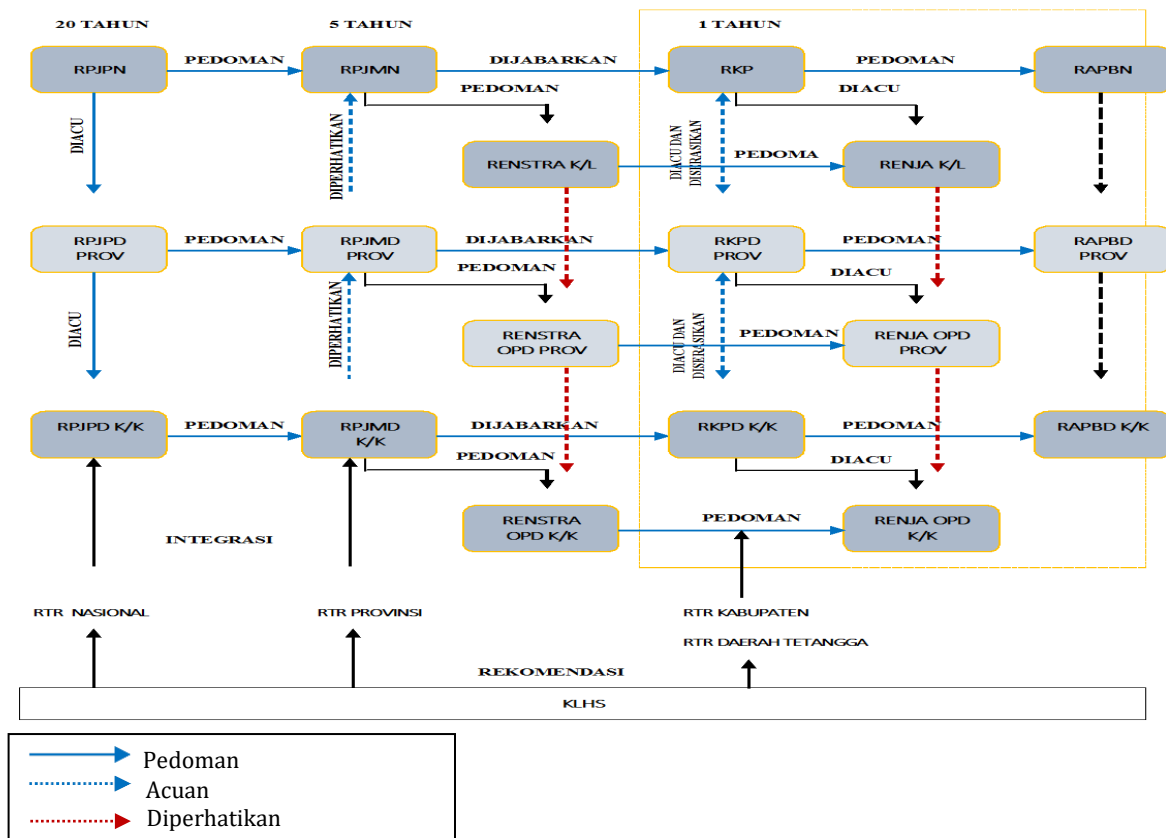 20 TAHUN
5 TAHUN
1 TAHUN
RPJPN
PEDOMAN
RPJMN
DIJABARKAN
RKP
PEDOMAN
RAPBN
PEDOMAN
DIACU
DIACU
DIPERHATIKAN
DIACU DAN
DISERASIKAN
RENSTRA K/L
PEDOMA
RENJA K/L
RPJPD
PROV
PEDOMAN
RPJMD
PROV
DIJABARKAN
RKPD
PROV
PEDOMAN
RAPBD
PROV
PEDOMAN
DIACU
DIACU
DIPERHATIKAN
DIACU DAN
DISERASIKAN
RENSTRA
OPD PROV
PEDOMAN
RENJA OPD
PROV
RPJPD K/K
PEDOMAN
RPJMD
K/K
DIJABARKAN
RKPD K/K
PEDOMAN
RAPBD K/K
PEDOMAN
DIACU
RENSTRA
OPD K/K
PEDOMAN
RENJA OPD
K/K
INTEGRASI
RTR NASIONAL
RTR PROVINSI
RTR KABUPATEN
RTR DAERAH TETANGGA
REKOMENDASI
KLHS
Pedoman
Acuan
Diperhatikan